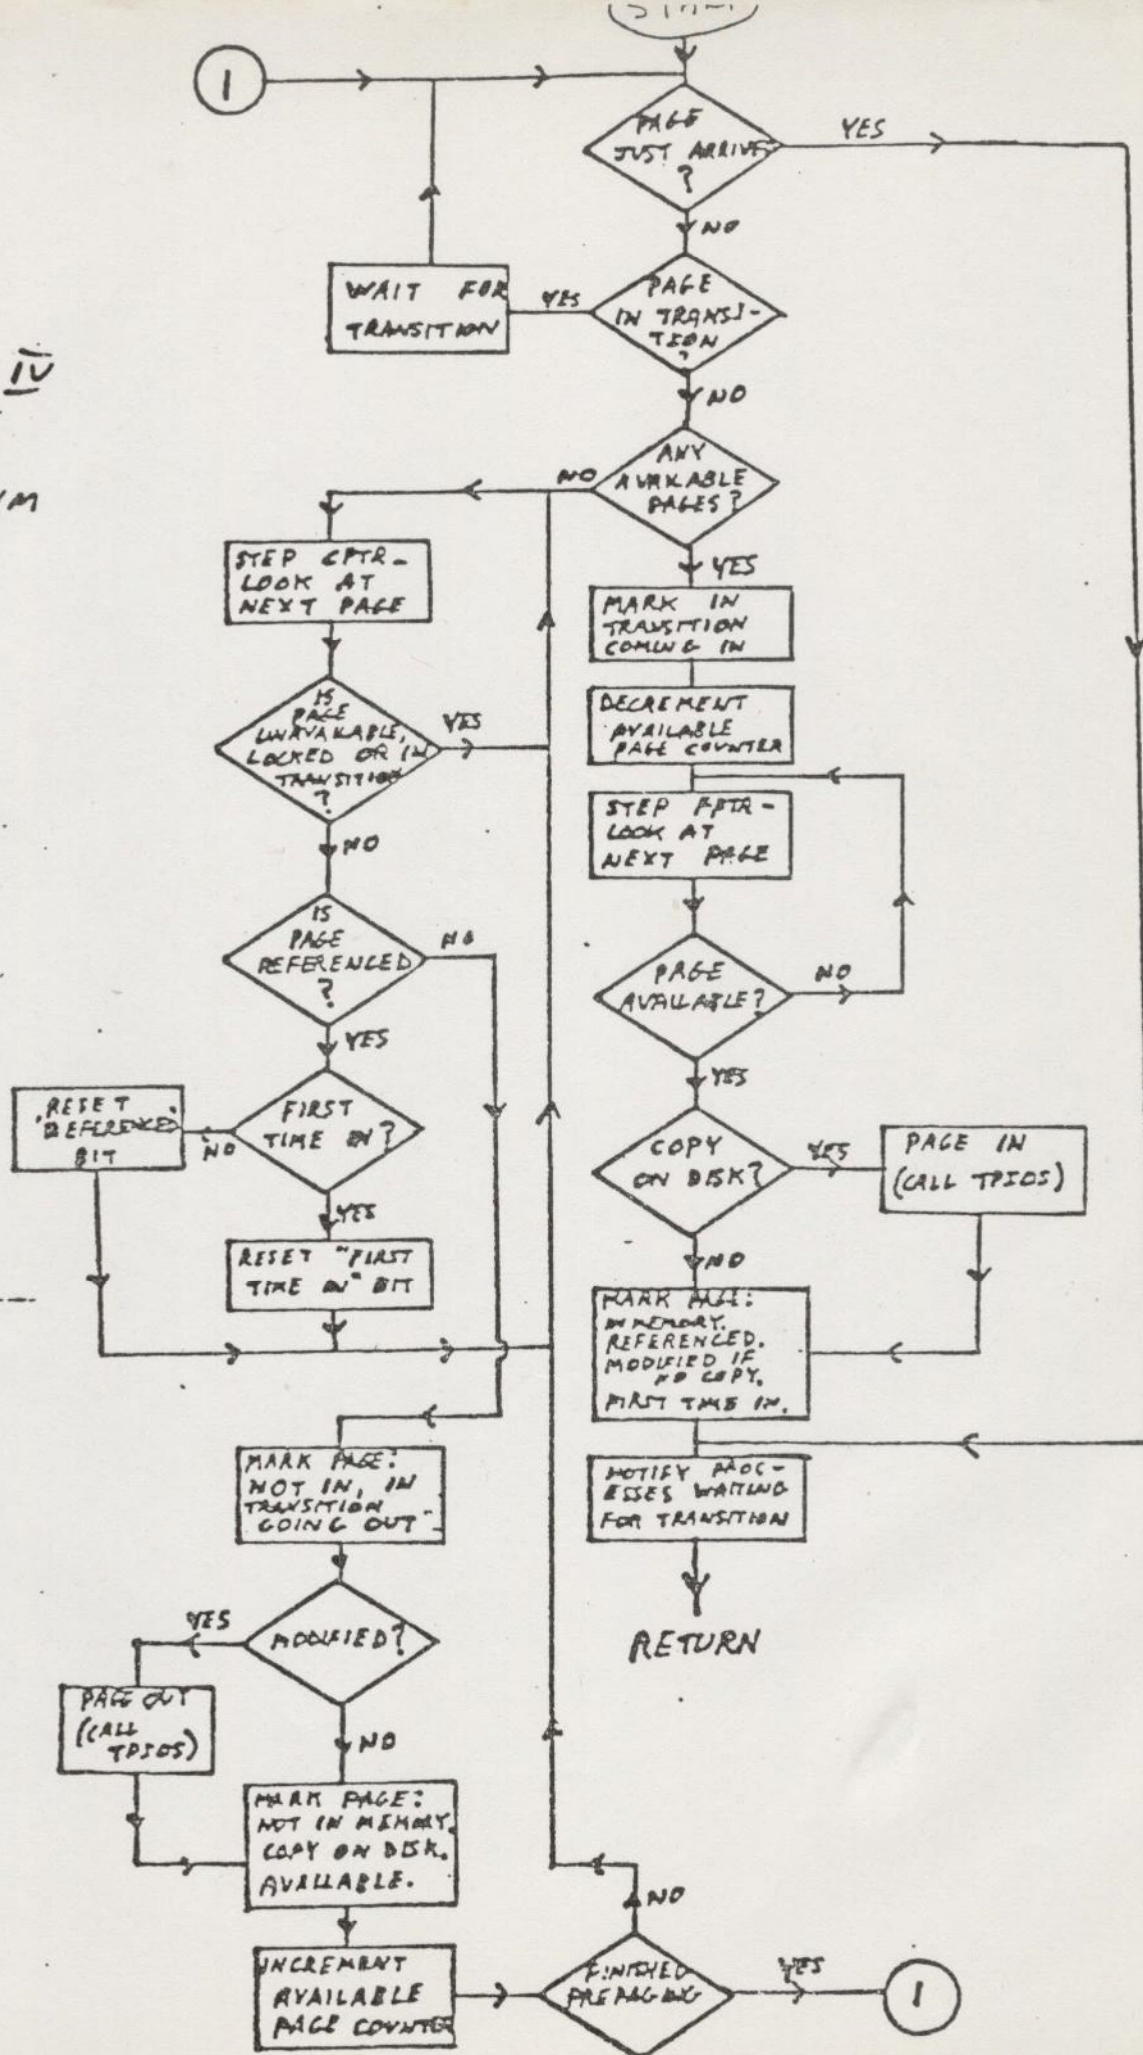 START
1
PAGE
JUST ARRIVED
?
YES
NO
PAGE
IN TRANSI-
TION
?
YES
WAIT FOR
TRANSITION
IV
NO
ANY
AVAILABLE
PAGES?
NO
YES
STEP CPTR-
LOOK AT
NEXT PAGE
MARK IN
TRANSITION
COMING IN
IS
PAGE
UNAVAILABLE,
LOCKED OR IN
TRANSITION
?
YES
DECREMENT
AVAILABLE
PAGE COUNTER
STEP FPTR-
LOOK AT
NEXT PAGE
NO
IS
PAGE
REFERENCED
?
NO
PAGE
AVAILABLE?
NO
YES
YES
FIRST
TIME IN?
NO
RESET
"REFERENCED"
BIT
COPY
ON DISK?
YES
PAGE IN
(CALL TPIOS)
YES
RESET "FIRST
TIME IN" BIT
NO
MARK PAGE:
IN MEMORY.
REFERENCED.
MODIFIED IF
NO COPY.
FIRST TIME IN.
MARK PAGE:
NOT IN, IN
TRANSITION
GOING OUT
NOTIFY PROC-
ESSES WAITING
FOR TRANSITION
RETURN
MODIFIED?
YES
PAGE OUT
(CALL
TPIOS)
NO
MARK PAGE:
NOT IN MEMORY.
COPY ON DISK.
AVAILABLE.
INCREMENT
AVAILABLE
PAGE COUNTER
FINISHED
PREPAGING
NO
YES
1